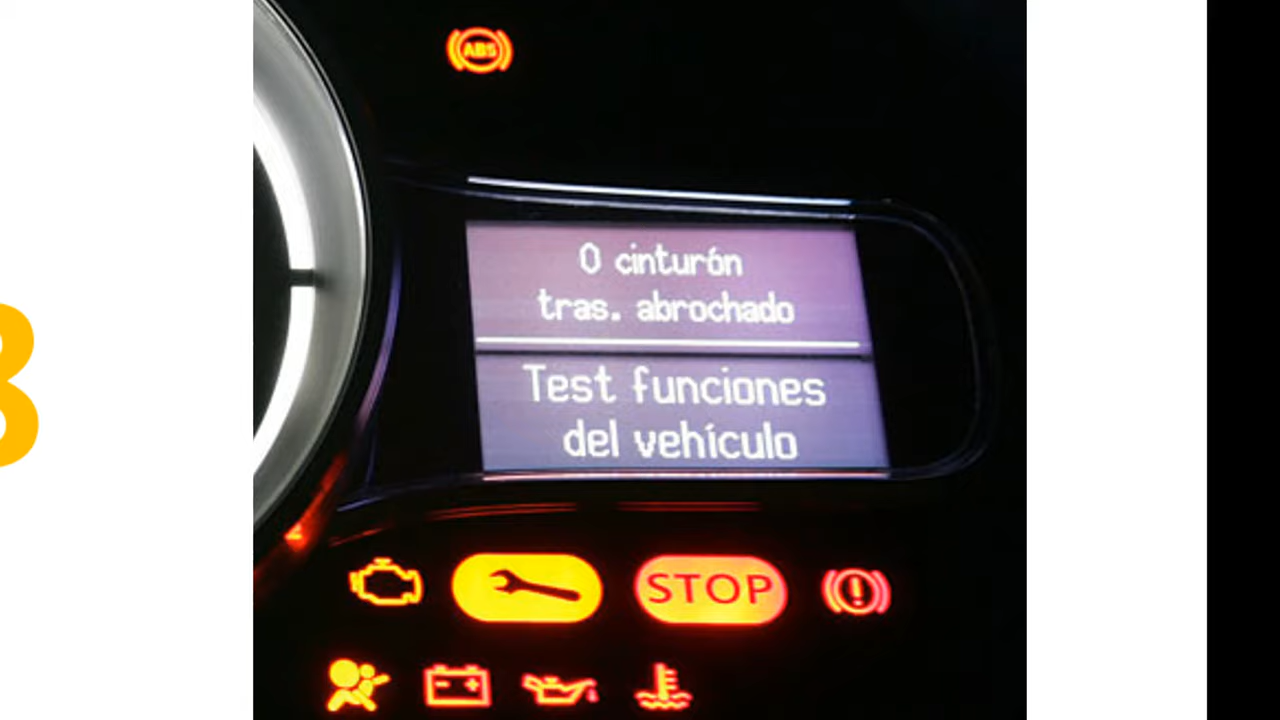 ABS
0 cinturón
tras. abrochado
Test funciones
del vehículo
STOP